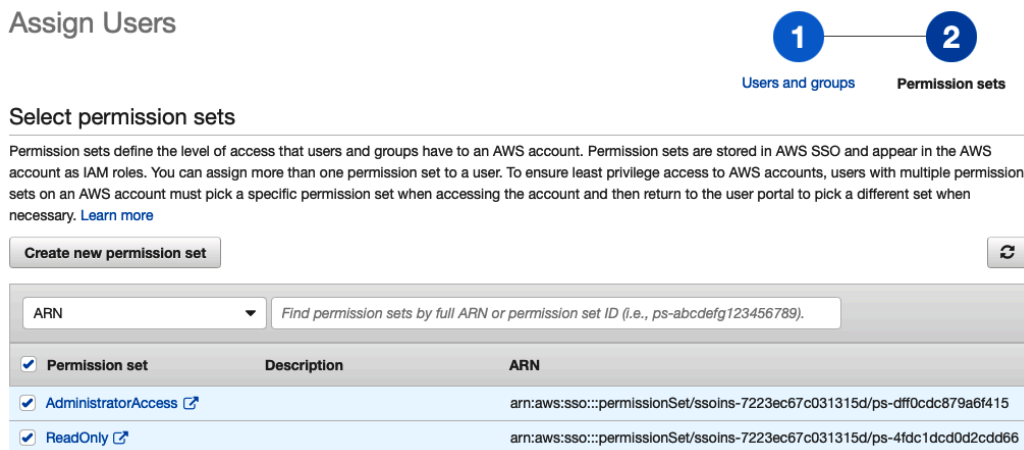 Assign Users
1
2
Users and groups
Permission sets
Select permission sets
Permission sets define the level of access that users and groups have to an AWS account. Permission sets are stored in AWS SSO and appear in the AWS
account as IAM roles. You can assign more than one permission set to a user. To ensure least privilege access to AWS accounts, users with multiple permission
sets on an AWS account must pick a specific permission set when accessing the account and then return to the user portal to pick a different set when
necessary. Learn more
Create new permission set
ARN
Find permission sets by full ARN or permission set ID (i.e., ps-abcdefg123456789).
Permission set
Description
ARN
AdministratorAccess
arn:aws:sso:::permissionSet/ssoins-7223ec67c031315d/ps-dff0cdc879a6f415
ReadOnly
arn:aws:sso:::permissionSet/ssoins-7223ec67c031315d/ps-4fdc1dcd0d2cdd66